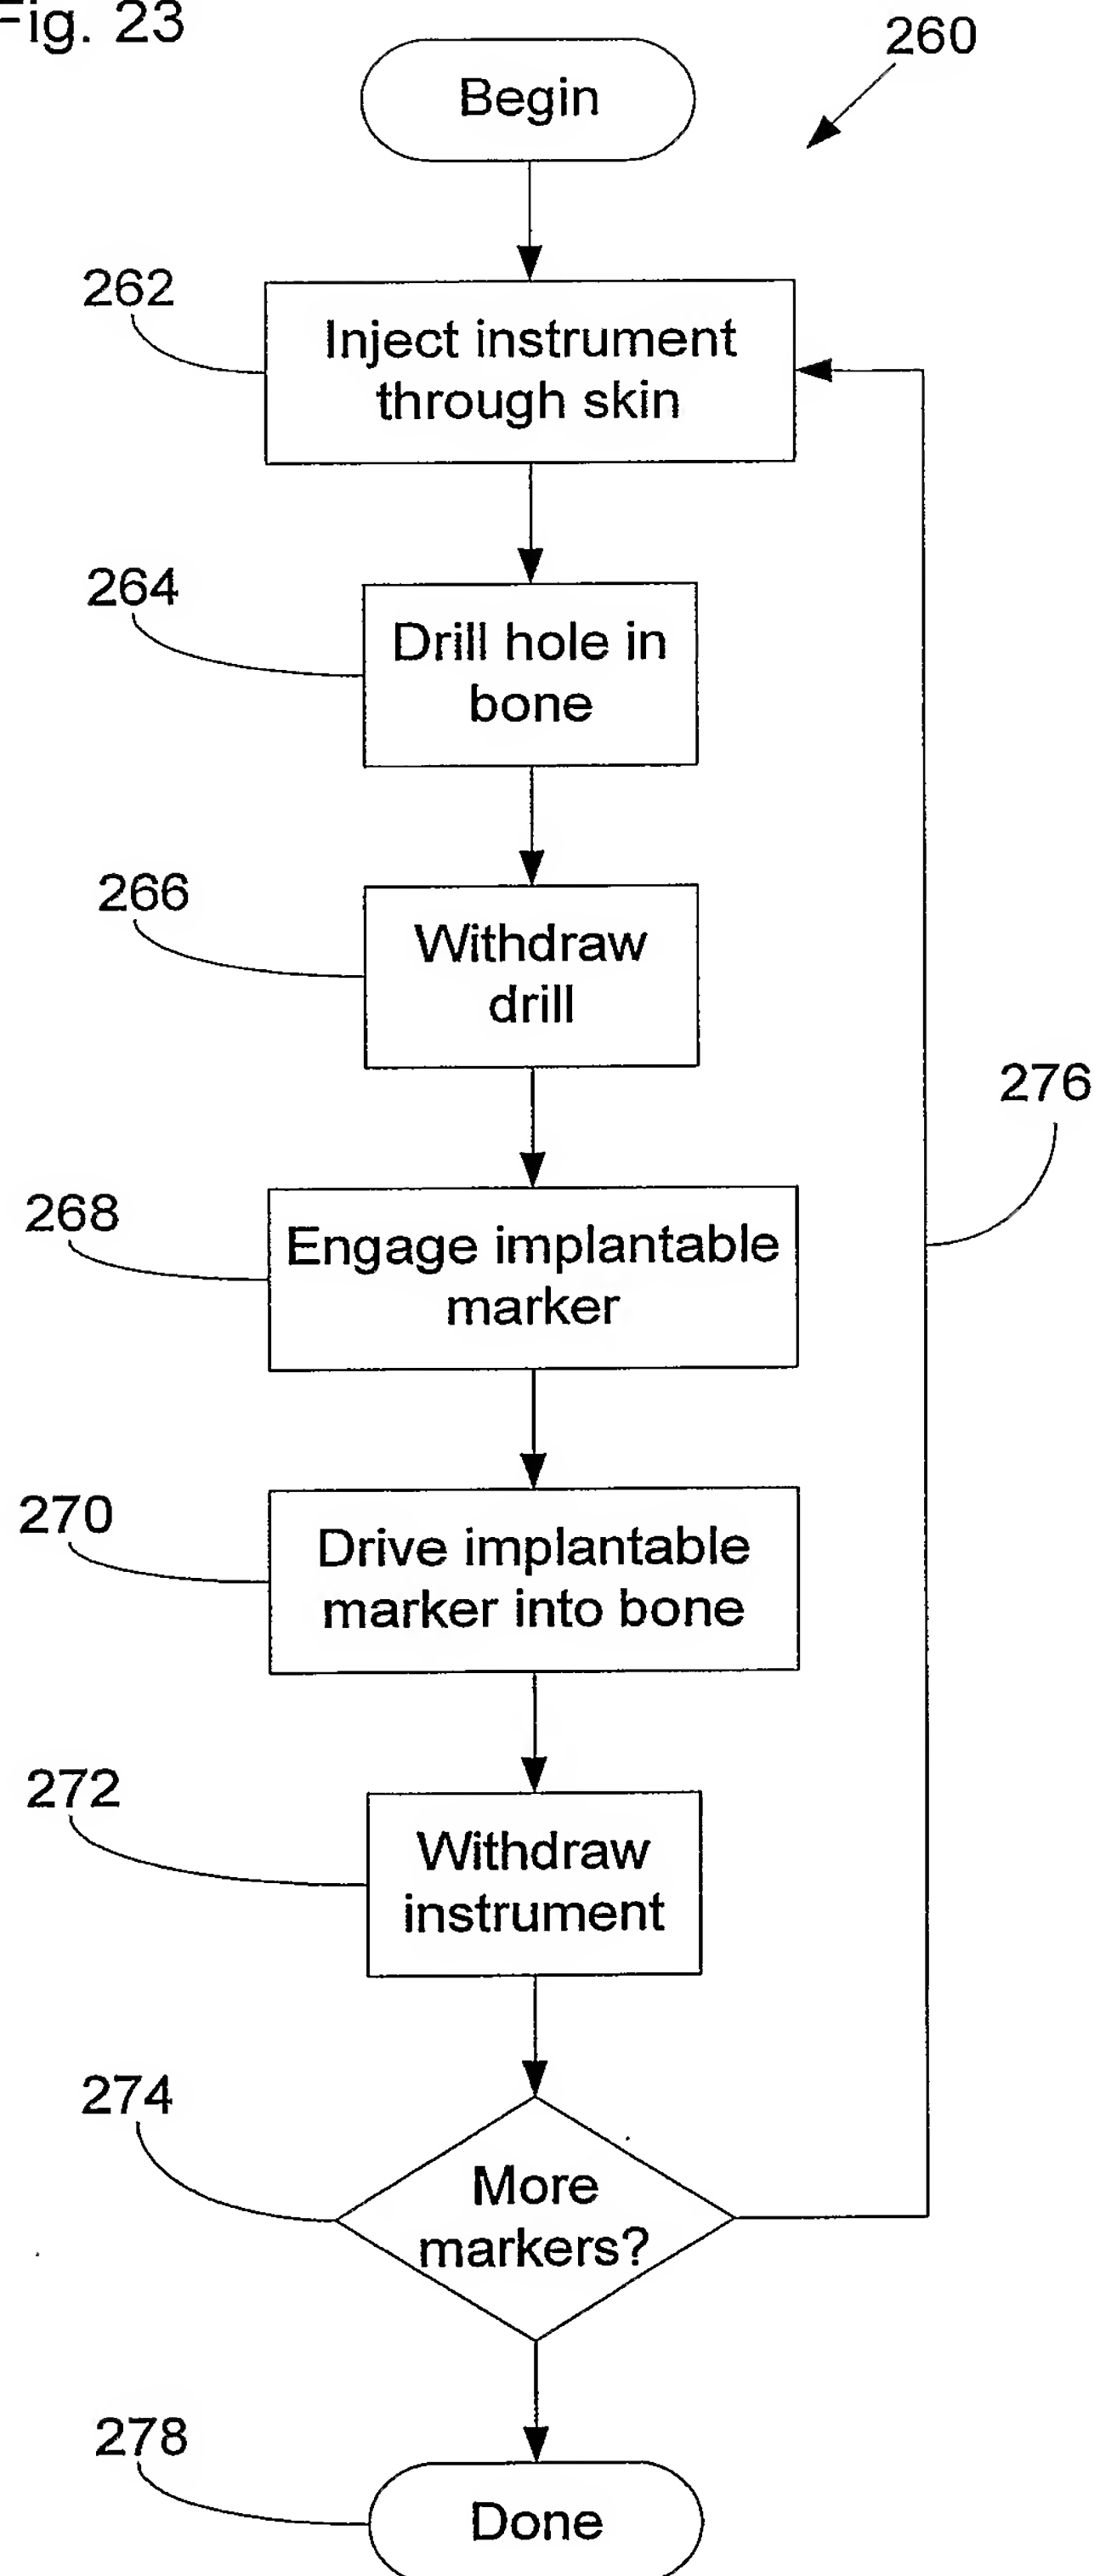 Fig. 23
260
Begin
262
Inject instrument
through skin
264
Drill hole in
bone
266
Withdraw
drill
276
268
Engage implantable
marker
270
Drive implantable
marker into bone
272
Withdraw
instrument
274
More
markers?
278
Done